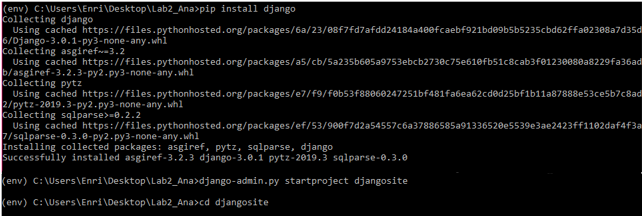 (env) C:\Users\Enri\Desktop\Lab2_Ana>pip install django
Collecting django
Using cached https://files.pythonhosted.org/packages/6a/23/08f7fd7afdd24184a400fcaebf921bd09b5b5235cbd62ffa02308a7d35d
6/Django-3.0.1-py3-none-any.whl
Collecting asgiref~=3.2
Using cached https://files.pythonhosted.org/packages/a5/cb/5a235b605a9753ebcb2730c75e610fb51c8cab3f01230080a8229fa36ad
b/asgiref-3.2.3-py2.py3-none-any.whl
Collecting pytz
Using cached https://files.pythonhosted.org/packages/e7/f9/f0b53f88060247251bf481fa6ea62cd0d25bf1b11a87888e53ce5b7c8ad
2/pytz-2019.3-py2.py3-none-any.whl
Collecting sqlparse>=0.2.2
Using cached https://files.pythonhosted.org/packages/ef/53/900f7d2a54557c6a37886585a91336520e5539e3ae2423ff1102daf4f3a
7/sqlparse-0.3.0-py2.py3-none-any.whl
Installing collected packages: asgiref, pytz, sqlparse, django
Successfully installed asgiref-3.2.3 django-3.0.1 pytz-2019.3 sqlparse-0.3.0
(env) C:\Users\Enri\Desktop\Lab2_Ana>django-admin.py startproject djangosite
(env) C:\Users\Enri\Desktop\Lab2_Ana>cd djangosite